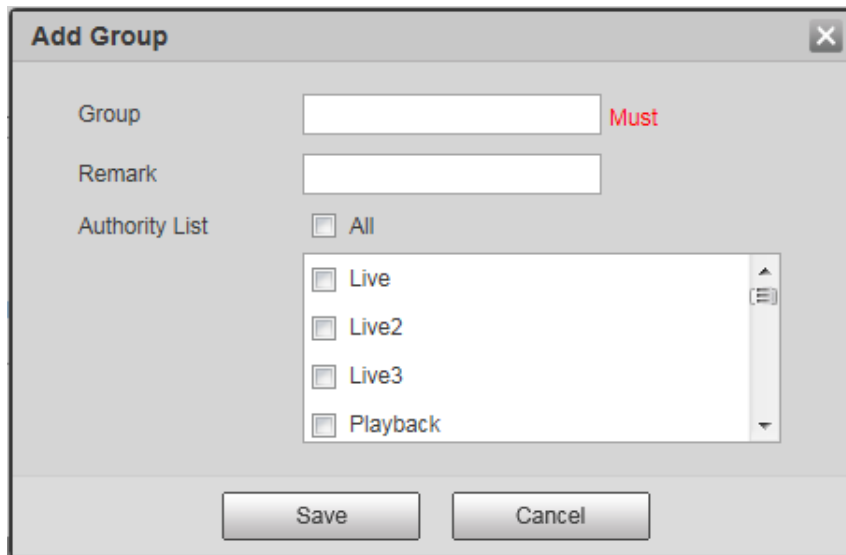 Add Group
Group Must
Remark
Authority List All
Live
Live2
Live3
Playback
Save Cancel